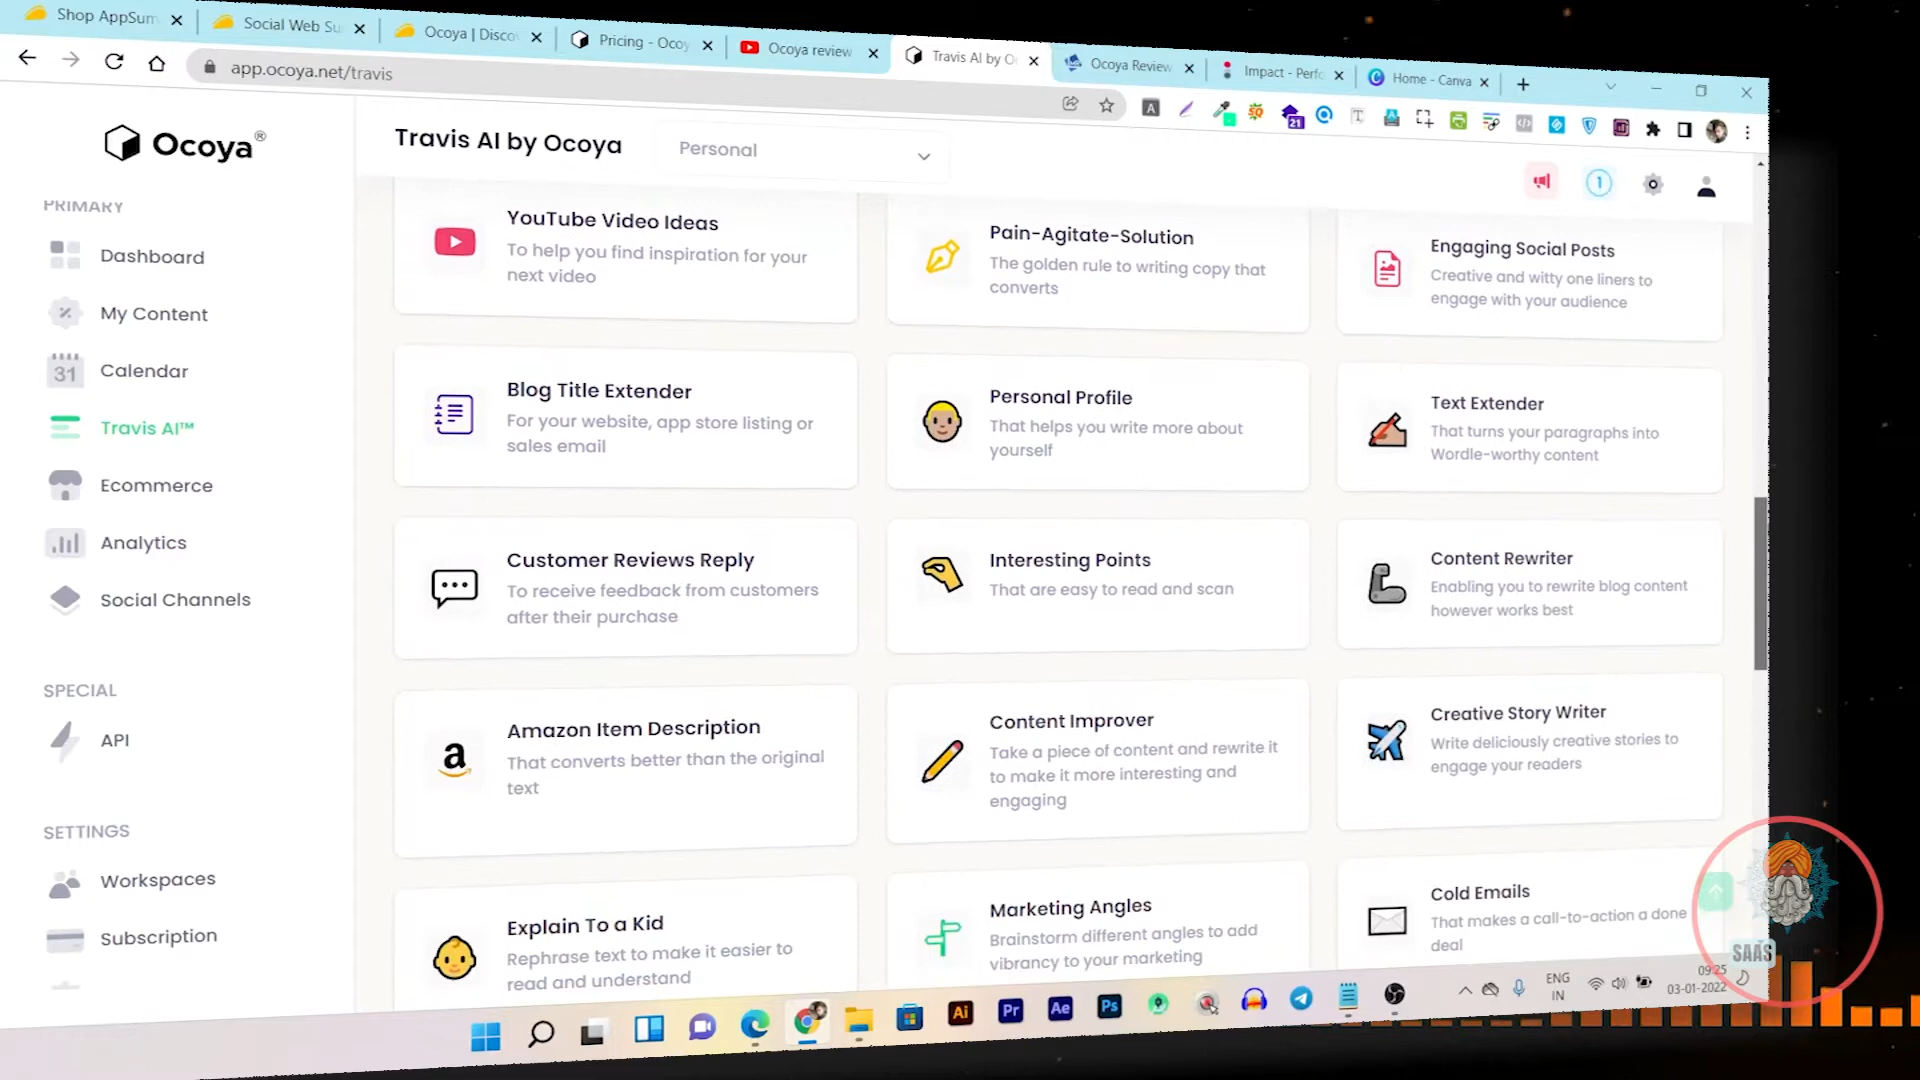 Shop AppSum
Social Web Su
Ocoya | Disco
Pricing - Ocoy
Ocoya review
Travis AI by O
Ocoya Review
Impact - Perfo
Home - Canva
app.ocoya.net/travis
21
Ocoya®
Travis AI by Ocoya
Personal
1
PRIMARY
Dashboard
My Content
31
Calendar
Travis AI™
Ecommerce
Analytics
Social Channels
SPECIAL
API
SETTINGS
Workspaces
Subscription
YouTube Video Ideas
To help you find inspiration for your
next video
Pain-Agitate-Solution
The golden rule to writing copy that
converts
Engaging Social Posts
Creative and witty one liners to
engage with your audience
Blog Title Extender
For your website, app store listing or
sales email
Personal Profile
That helps you write more about
yourself
Text Extender
That turns your paragraphs into
Wordle-worthy content
Customer Reviews Reply
To receive feedback from customers
after their purchase
Interesting Points
That are easy to read and scan
Content Rewriter
Enabling you to rewrite blog content
however works best
a
Amazon Item Description
That converts better than the original
text
Content Improver
Take a piece of content and rewrite it
to make it more interesting and
engaging
Creative Story Writer
Write deliciously creative stories to
engage your readers
Explain To a Kid
Rephrase text to make it easier to
read and understand
Marketing Angles
Brainstorm different angles to add
vibrancy to your marketing
Cold Emails
That makes a call-to-action a done
deal
SAAS
Ai
Pr
Ae
Ps
ENG
IN
09:25
03-01-2022